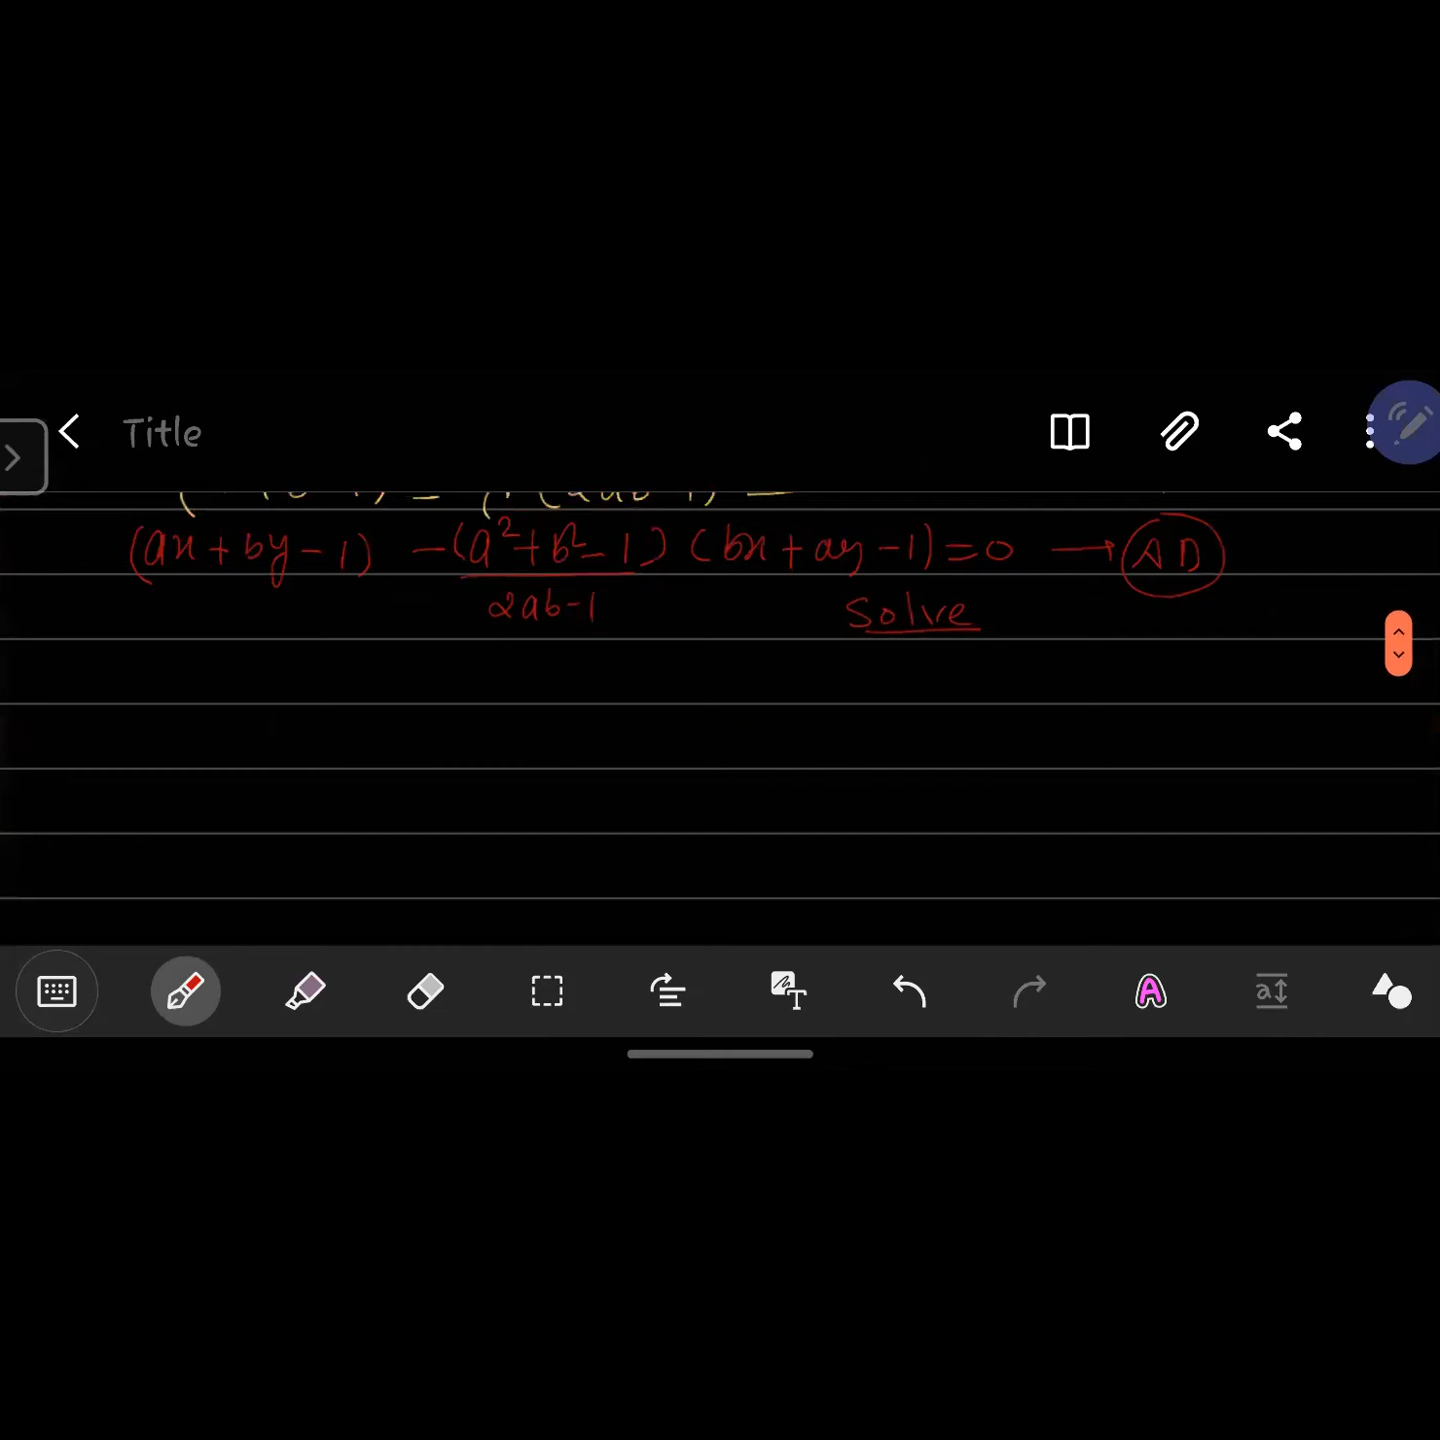 Title
(ax + by - 1) - (a² + b² - 1) (bx + ay - 1) = 0 → AD
2ab - 1
Solve
A
a